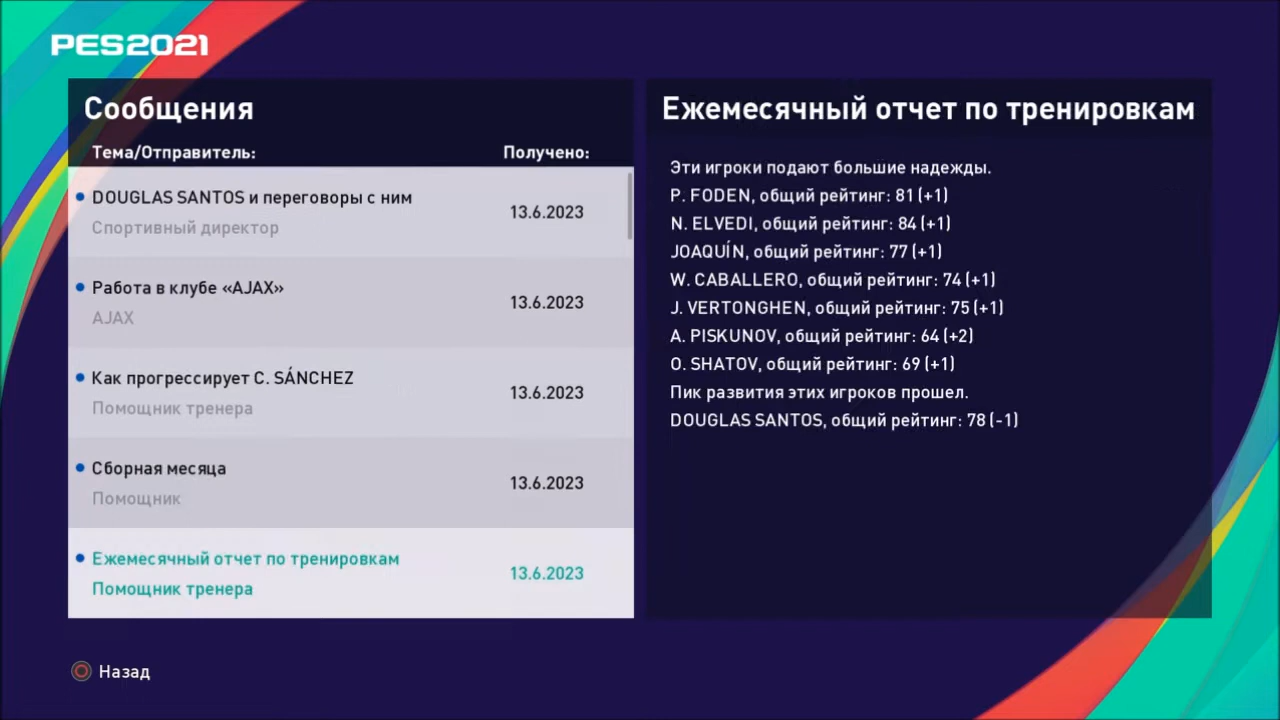 PES2021
Сообщения
Тема/Отправитель: Получено:
DOUGLAS SANTOS и переговоры с ним
Спортивный директор
13.6.2023
Работа в клубе «AJAX»
AJAX
13.6.2023
Как прогрессирует C. SÁNCHEZ
Помощник тренера
13.6.2023
Сборная месяца
Помощник
13.6.2023
Ежемесячный отчет по тренировкам
Помощник тренера
13.6.2023
Ежемесячный отчет по тренировкам
Эти игроки подают большие надежды.
P. FODEN, общий рейтинг: 81 (+1)
N. ELVEDI, общий рейтинг: 84 (+1)
JOAQUÍN, общий рейтинг: 77 (+1)
W. CABALLERO, общий рейтинг: 74 (+1)
J. VERTONGHEN, общий рейтинг: 75 (+1)
A. PISKUNOV, общий рейтинг: 64 (+2)
O. SHATOV, общий рейтинг: 69 (+1)
Пик развития этих игроков прошел.
DOUGLAS SANTOS, общий рейтинг: 78 (-1)
Назад